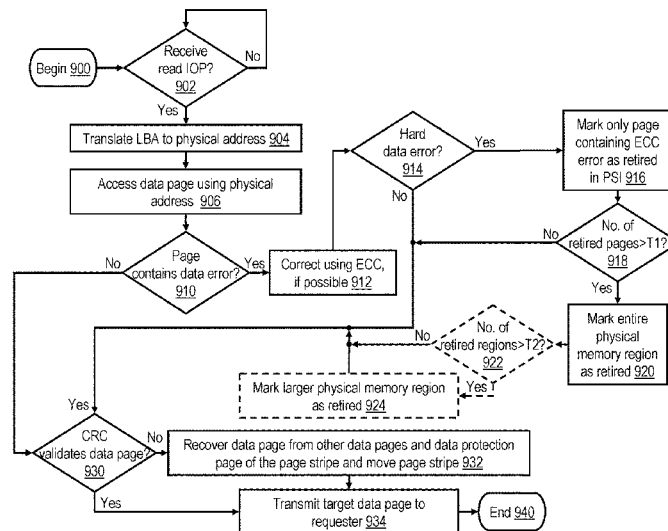 Begin 900
Receive
read IOP?
902
No
Yes
Translate LBA to physical address 904
Access data page using physical
address 906
Page
contains data error?
910
No
Yes
Correct using ECC,
if possible 912
Hard
data error?
914
Yes
No
Mark only page
containing ECC
error as retired
in PSI 916
No. of
retired pages>T1?
918
No
Yes
Mark entire
physical
memory region
as retired 920
No. of
retired regions>T2?
922
No
Yes
Mark larger physical memory region
as retired 924
Yes
CRC
validates data page?
930
No
Yes
Recover data page from other data pages and data protection
page of the page stripe and move page stripe 932
Transmit target data page to
requester 934
End 940